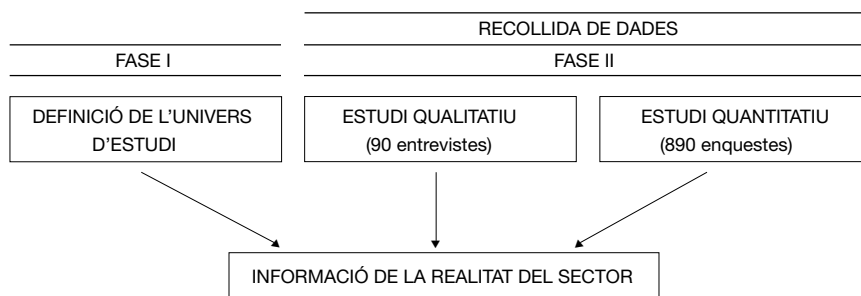 RECOLLIDA DE DADES
FASE I
FASE II
DEFINICIÓ DE L’UNIVERS
D’ESTUDI
ESTUDI QUALITATIU
(90 entrevistes)
ESTUDI QUANTITATIU
(890 enquestes)
INFORMACIÓ DE LA REALITAT DEL SECTOR